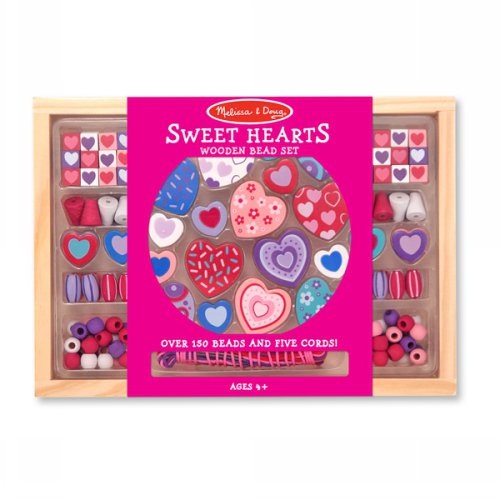 Melissa & Doug
SWEET HEARTS
WOODEN BEAD SET
OVER 150 BEADS AND FIVE CORDS!
AGES 4+